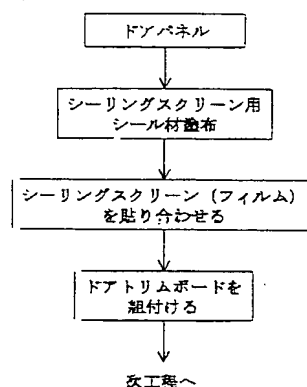 ドアパネル
シーリングスクリーン用
シール材塗布
シーリングスクリーン（フィルム）
を貼り合わせる
ドアトリムボードを
組付ける
次工程へ